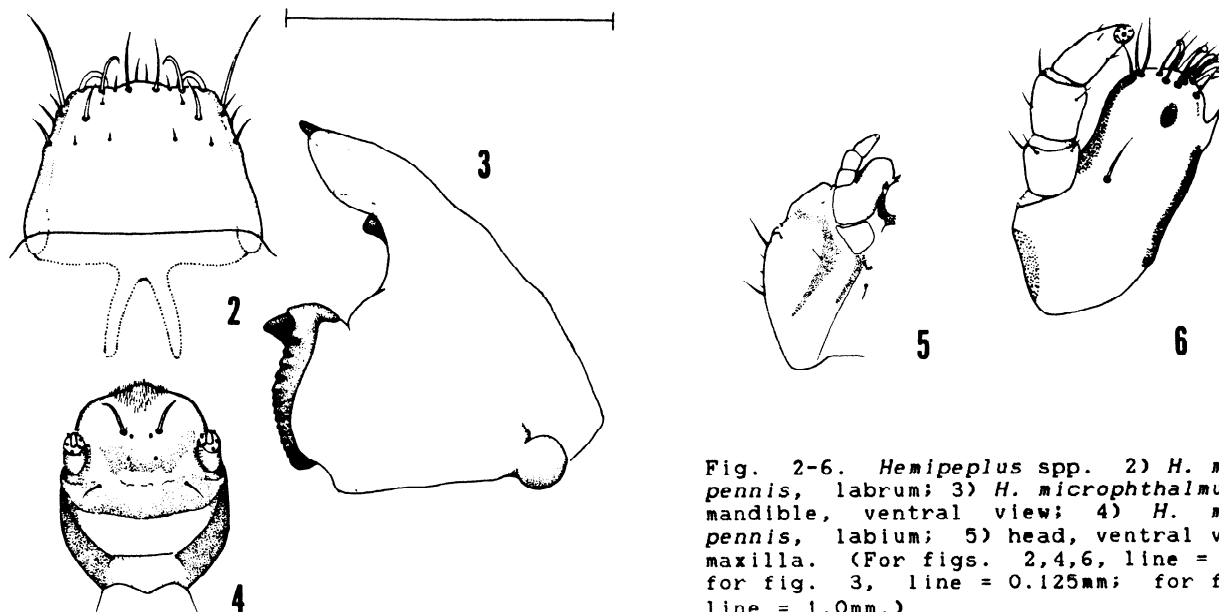 2
3
4
5
6
Fig. 2-6. Hemipeplus spp. 2) H. m
pennis, labrum; 3) H. microphthalmu
mandible, ventral view; 4) H. m
pennis, labium; 5) head, ventral v
maxilla. (For figs. 2,4,6, line =
for fig. 3, line = 0.125mm; for f
line = 1.0mm.)